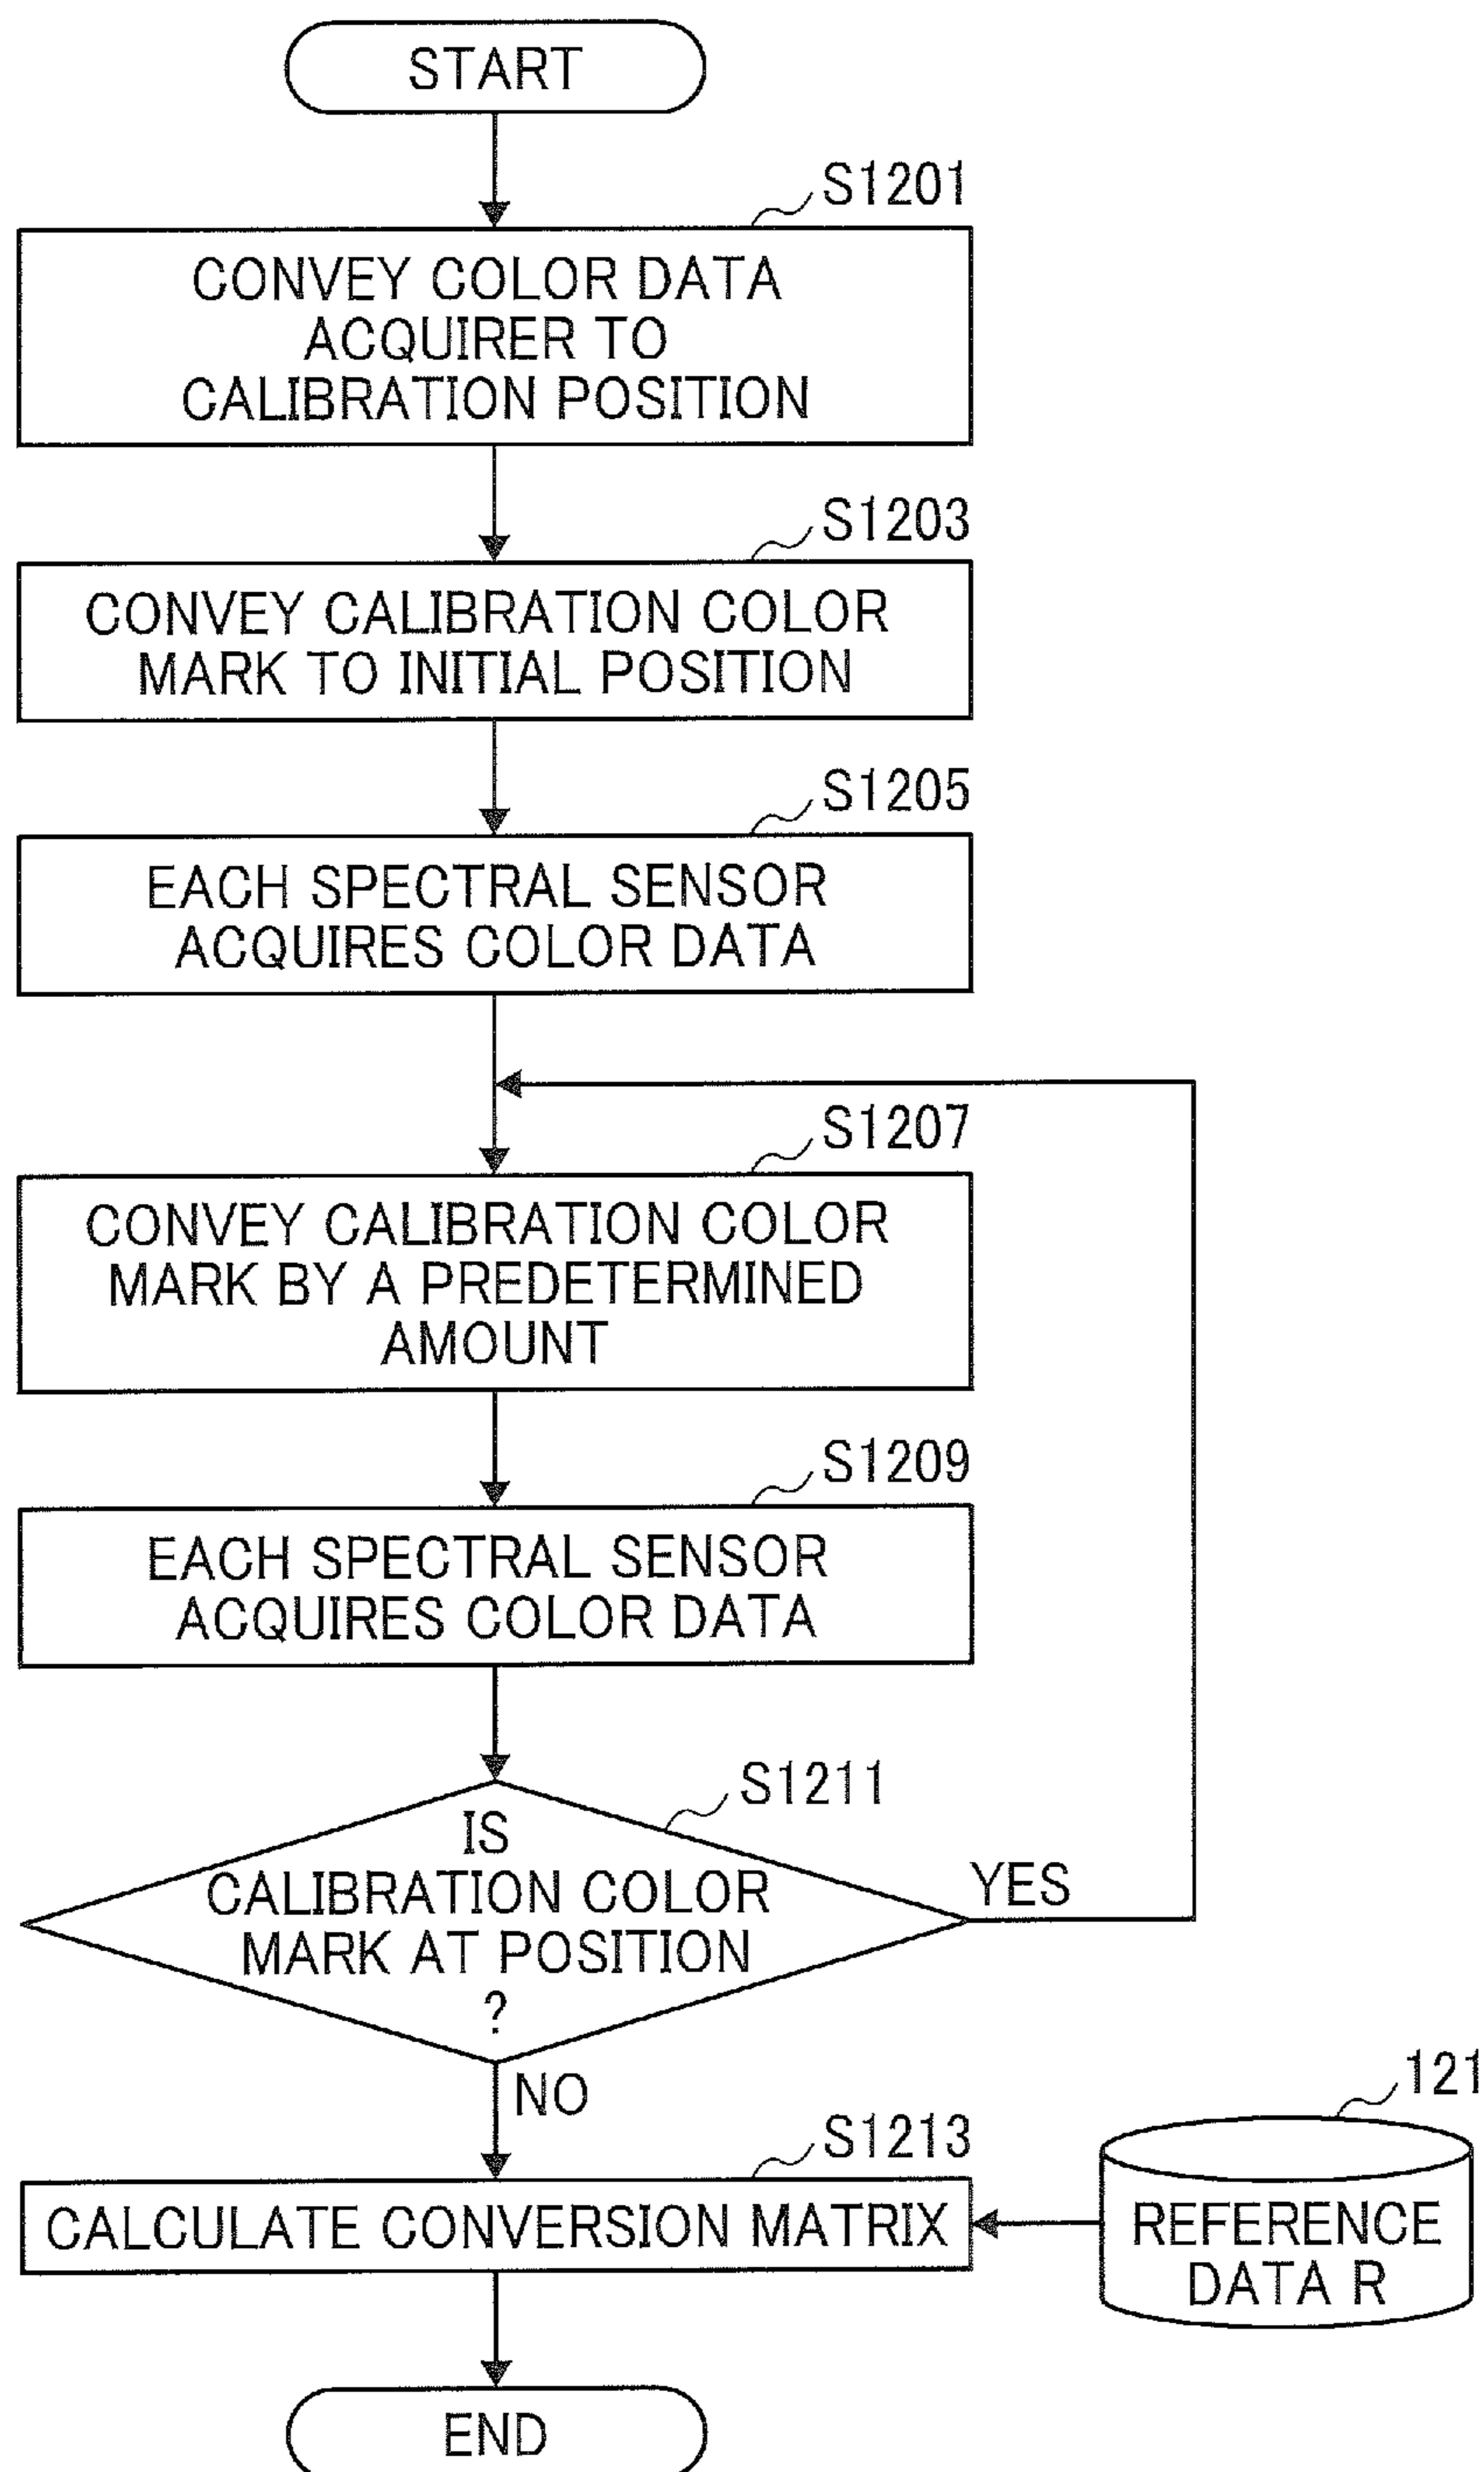 START
S1201
CONVEY COLOR DATA
ACQUIRER TO
CALIBRATION POSITION
S1203
CONVEY CALIBRATION COLOR
MARK TO INITIAL POSITION
S1205
EACH SPECTRAL SENSOR
ACQUIRES COLOR DATA
S1207
CONVEY CALIBRATION COLOR
MARK BY A PREDETERMINED
AMOUNT
S1209
EACH SPECTRAL SENSOR
ACQUIRES COLOR DATA
S1211
IS
CALIBRATION COLOR
MARK AT POSITION
?
YES
NO
S1213
CALCULATE CONVERSION MATRIX
121
REFERENCE
DATA R
END